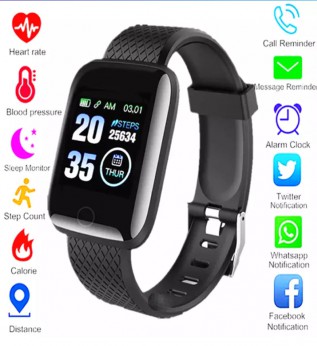 Heart rate
Blood pressure
Sleep Monitor
Step Count
Calorie
Distance
AM 03.01
20
STEPS
25634
35
THUR
Call Reminder
Message Reminder
Alarm Clock
Twitter
Notification
Whatsapp
Notification
Facebook
Notification